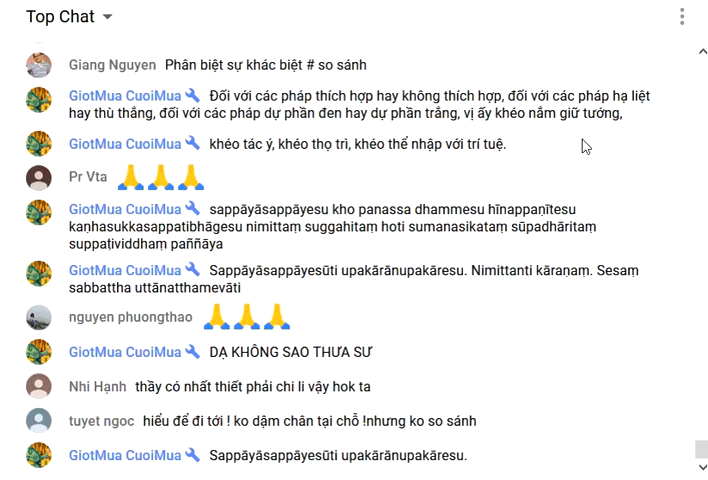 Top Chat
Giang Nguyen Phân biệt sự khác biệt # so sánh
GiotMua CuoiMua Đối với các pháp thích hợp hay không thích hợp, đối với các pháp hạ liệt
hay thù thắng, đối với các pháp dự phần đen hay dự phần trắng, vị ấy khéo nắm giữ tướng,
GiotMua CuoiMua khéo tác ý, khéo thọ trì, khéo thể nhập với trí tuệ.
Pr Vta 🙏🙏🙏
GiotMua CuoiMua sappāyāsappāyesu kho panassa dhammesu hīnappaṇītesu
kaṇhasukkasappatibhāgesu nimittaṃ suggahitaṃ hoti sumanasikataṃ sūpadhāritaṃ
suppaṭividdhaṃ paññāya
GiotMua CuoiMua Sappāyāsappāyesūti upakārānupakāresu. Nimittanti kāraṇaṃ. Sesaṃ
sabbattha uttānatthamevāti
nguyen phuongthao 🙏🙏🙏
GiotMua CuoiMua DẠ KHÔNG SAO THƯA SƯ
Nhi Hạnh thầy có nhất thiết phải chi li vậy hok ta
tuyet ngoc hiểu để đi tới ! ko dậm chân tại chỗ !nhưng ko so sánh
GiotMua CuoiMua Sappāyāsappāyesūti upakārānupakāresu.